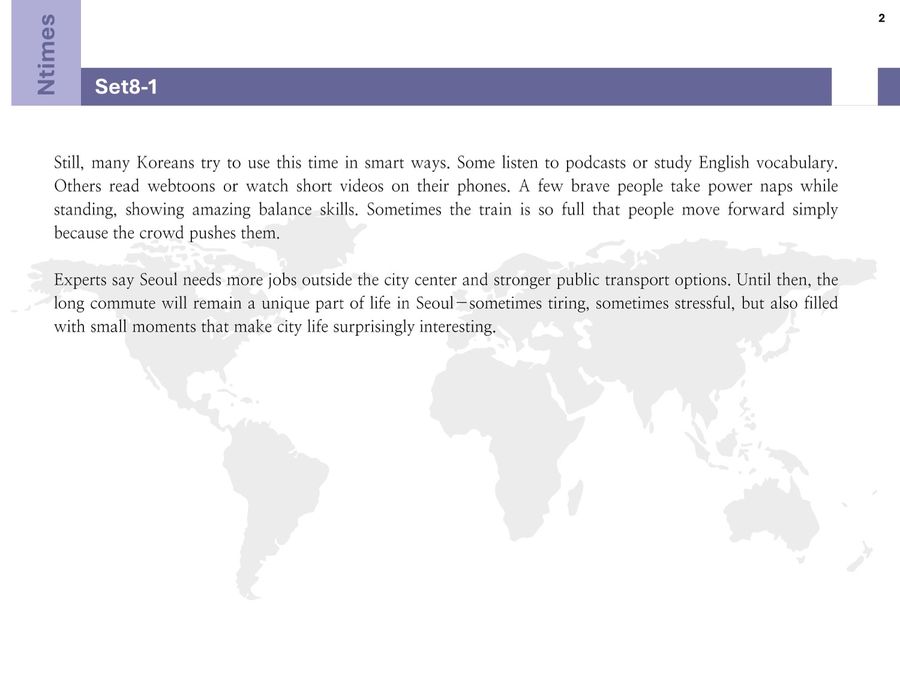 2
Ntimes
Set8-1
Still, many Koreans try to use this time in smart ways. Some listen to podcasts or study English vocabulary.
Others read webtoons or watch short videos on their phones. A few brave people take power naps while
standing, showing amazing balance skills. Sometimes the train is so full that people move forward simply
because the crowd pushes them.
Experts say Seoul needs more jobs outside the city center and stronger public transport options. Until then, the
long commute will remain a unique part of life in Seoul—sometimes tiring, sometimes stressful, but also filled
with small moments that make city life surprisingly interesting.